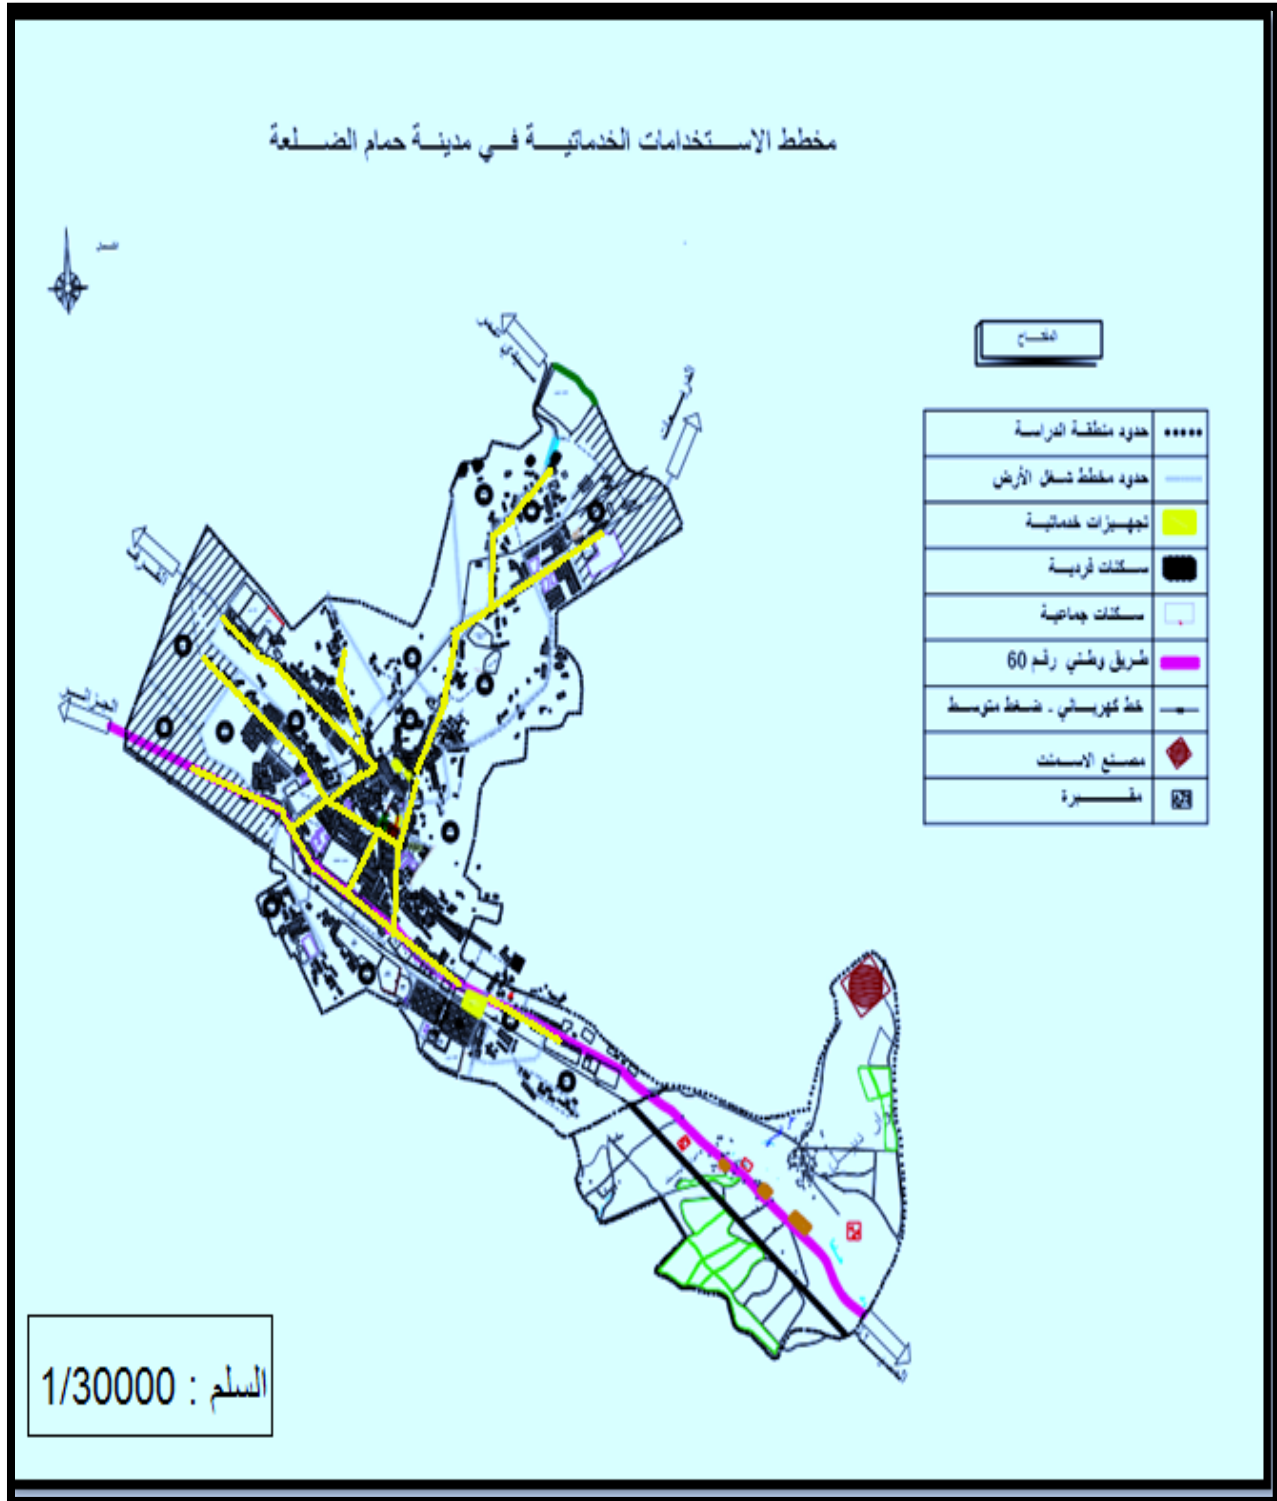 مخطط الاستخدامات الخدماتية في مدينة حمام الضلعة
المفتاح
حدود منطقة الدراسة
حدود مخطط شغل الأرض
تجهيزات خدماتية
سكنات فردية
سكنات جماعية
طريق وطني رقم 60
خط كهربائي - ضغط متوسط
مصنع الاسمنت
مقبرة
السلم : 1/30000